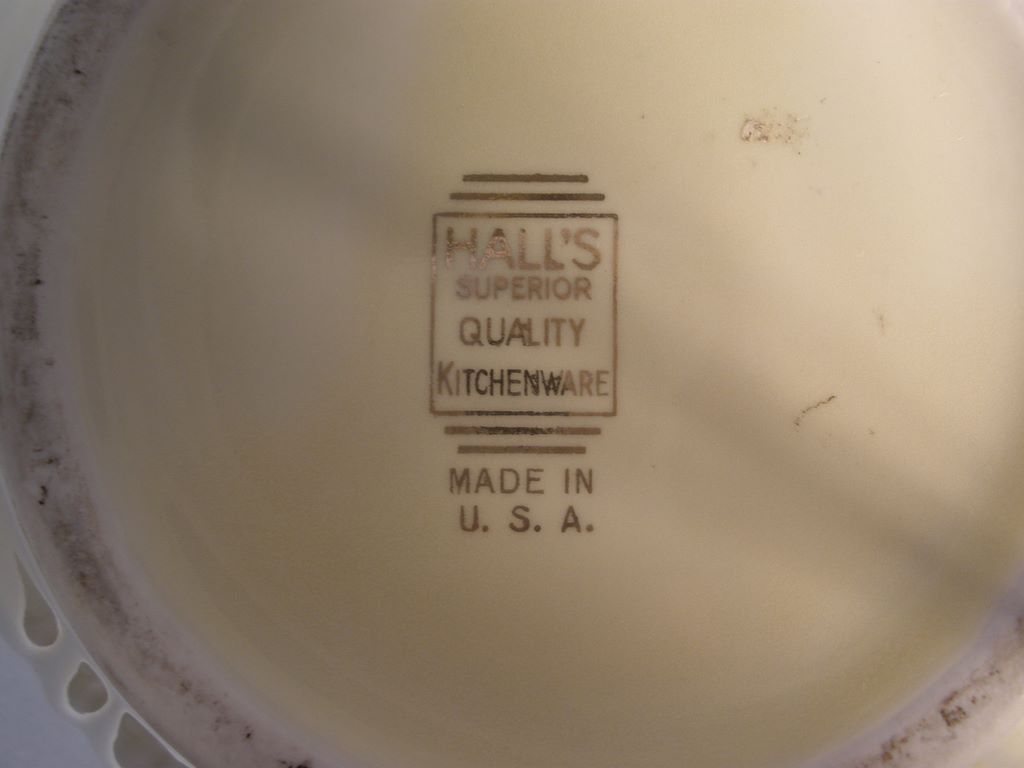 HALL'S
SUPERIOR
QUALITY
KITCHENWARE
MADE IN
U. S. A.